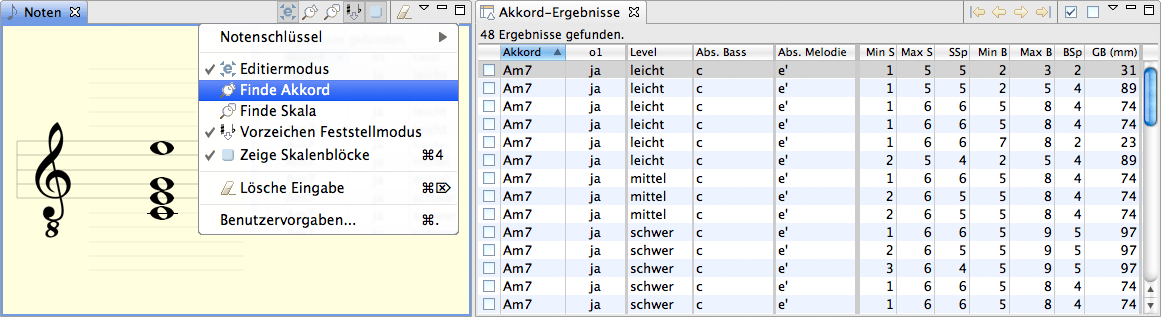 Noten
Notenschlüssel
Editiermodus
Finde Akkord
Finde Skala
Vorzeichen Feststellmodus
Zeige Skalenblöcke ⌘4
Lösche Eingabe ⌘⌦
Benutzervorgaben... ⌘.
8
Akkord-Ergebnisse
48 Ergebnisse gefunden.
Akkord o1 Level Abs. Bass Abs. Melodie Min S Max S SSp Min B Max B BSp GB (mm)
Am7 ja leicht c e' 1 5 5 2 3 2 31
Am7 ja leicht c e' 1 5 5 2 5 4 89
Am7 ja leicht c e' 1 6 6 5 8 4 74
Am7 ja leicht c e' 1 6 6 5 8 4 74
Am7 ja leicht c e' 1 6 6 7 8 2 23
Am7 ja leicht c e' 2 5 4 2 5 4 89
Am7 ja mittel c e' 1 6 6 5 8 4 74
Am7 ja mittel c e' 2 6 5 5 8 4 74
Am7 ja mittel c e' 2 6 5 5 8 4 74
Am7 ja schwer c e' 1 6 6 5 9 5 97
Am7 ja schwer c e' 2 6 5 5 9 5 97
Am7 ja schwer c e' 3 6 4 5 9 5 97
Am7 ja schwer c e' 1 6 6 5 8 4 74
Am7 ja schwer c e' 1 6 6 5 8 4 74